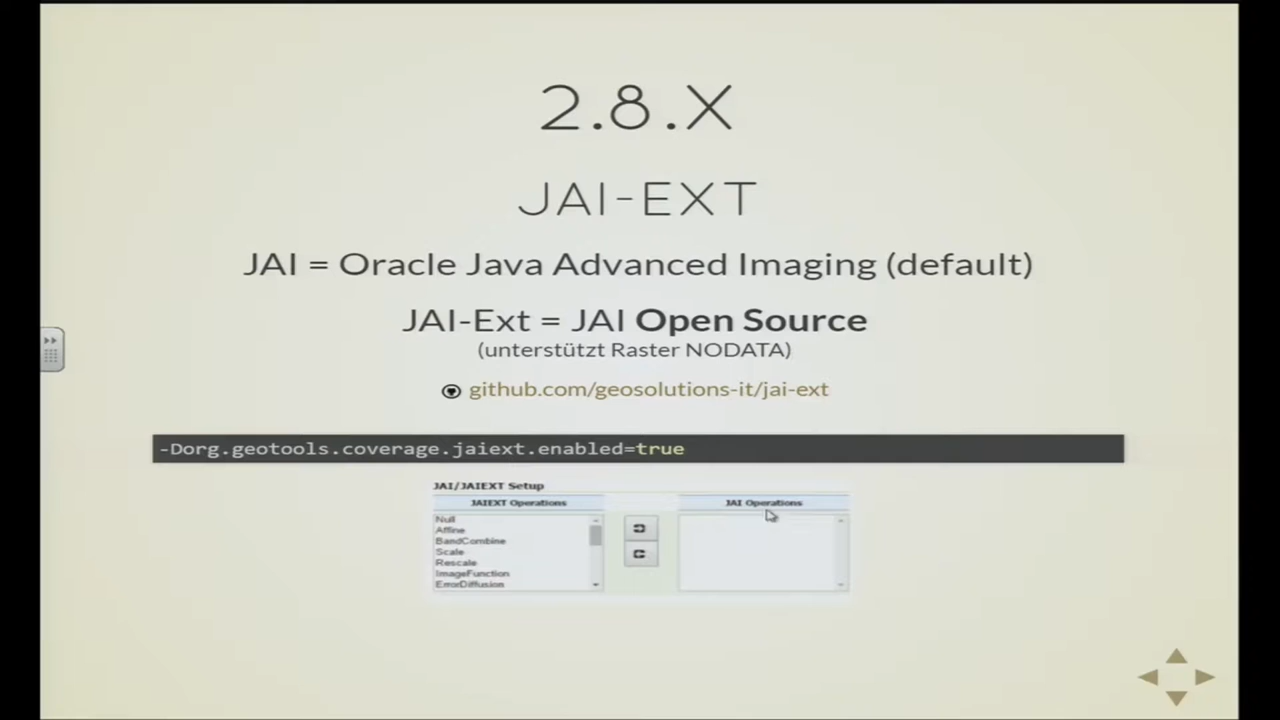 2.8.X
JAI-EXT
JAI = Oracle Java Advanced Imaging (default)
JAI-Ext = JAI Open Source
(unterstützt Raster NODATA)
github.com/geosolutions-it/jai-ext
-Dorg.geotools.coverage.jaiext.enabled=true
JAI/JAIEXT Setup
JAIEXT Operations
JAI Operations
Null
Affine
BandCombine
Scale
Rescale
ImageFunction
ErrorDiffusion